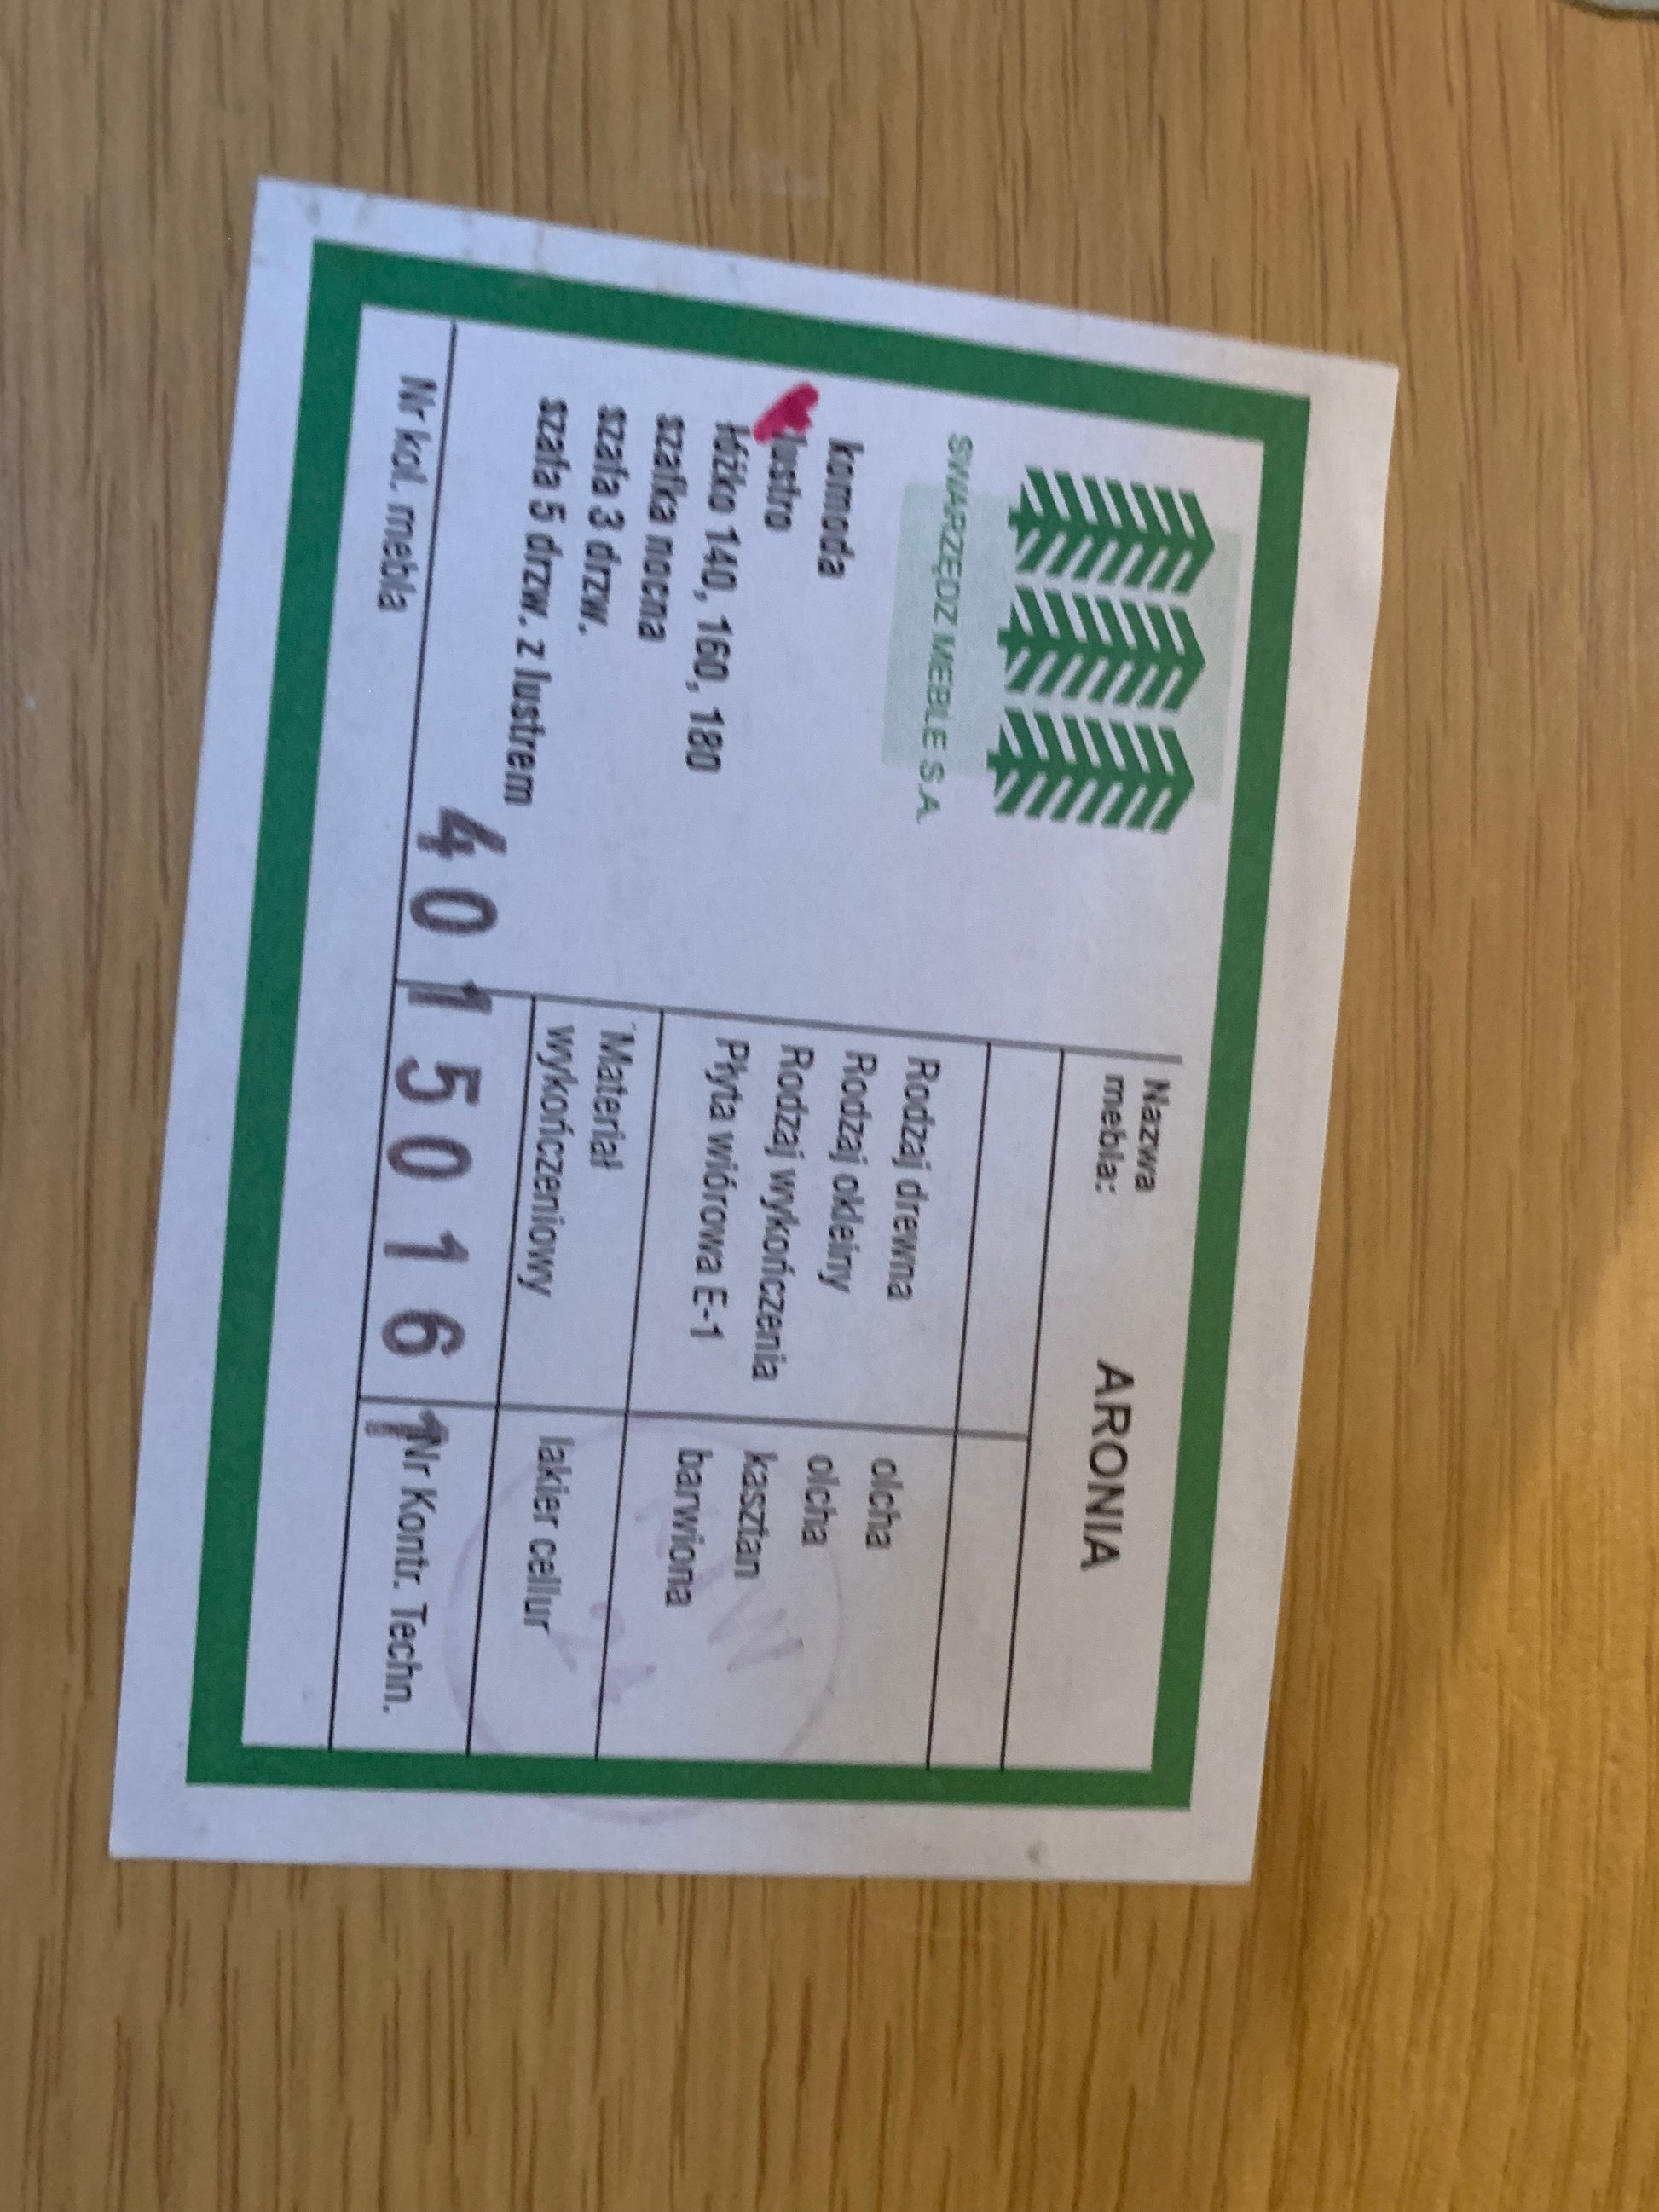 SWARZĘDZ MEBLE S.A.
komoda
lustro
łóżko 140, 160, 180
szafka nocna
szafa 3 drzw.
szafa 5 drzw. z lustrem
Nazwa
mebla:
ARONIA
Rodzaj drewna olcha
Rodzaj okleiny olcha
Rodzaj wykończenia kasztan
Płyta wiórowa E-1 barwiona
Materiał
wykończeniowy lakier cellur
Nr kol. mebla
40150161
Nr Kontr. Techn.